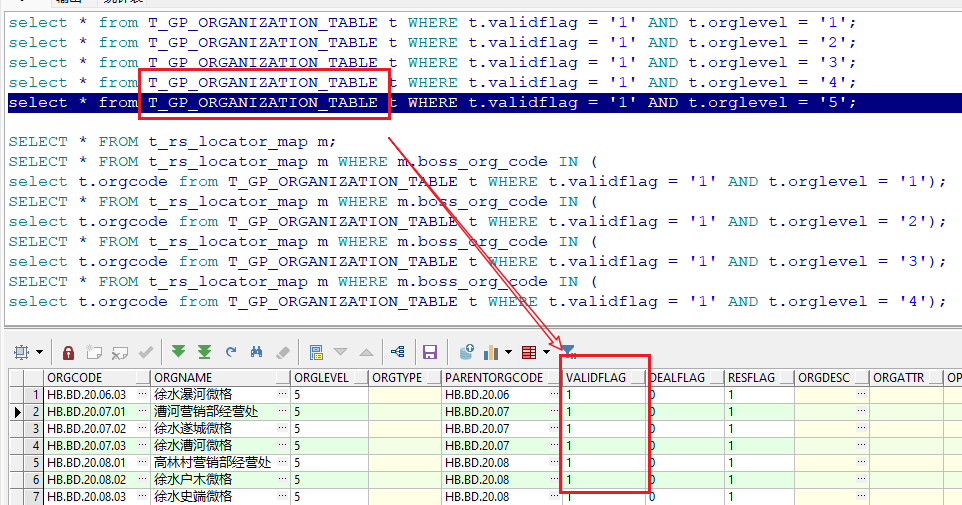 select * from T_GP_ORGANIZATION_TABLE t WHERE t.validflag = '1' AND t.orglevel = '1';
select * from T_GP_ORGANIZATION_TABLE t WHERE t.validflag = '1' AND t.orglevel = '2';
select * from T_GP_ORGANIZATION_TABLE t WHERE t.validflag = '1' AND t.orglevel = '3';
select * from T_GP_ORGANIZATION_TABLE t WHERE t.validflag = '1' AND t.orglevel = '4';
select * from T_GP_ORGANIZATION_TABLE t WHERE t.validflag = '1' AND t.orglevel = '5';
SELECT * FROM t_rs_locator_map m;
SELECT * FROM t_rs_locator_map m WHERE m.boss_org_code IN (
select t.orgcode from T_GP_ORGANIZATION_TABLE t WHERE t.validflag = '1' AND t.orglevel = '1');
SELECT * FROM t_rs_locator_map m WHERE m.boss_org_code IN (
select t.orgcode from T_GP_ORGANIZATION_TABLE t WHERE t.validflag = '1' AND t.orglevel = '2');
SELECT * FROM t_rs_locator_map m WHERE m.boss_org_code IN (
select t.orgcode from T_GP_ORGANIZATION_TABLE t WHERE t.validflag = '1' AND t.orglevel = '3');
SELECT * FROM t_rs_locator_map m WHERE m.boss_org_code IN (
select t.orgcode from T_GP_ORGANIZATION_TABLE t WHERE t.validflag = '1' AND t.orglevel = '4');
ORGCODE ORGNAME ORGLEVEL ORGTYPE PARENTORGCODE VALIDFLAG DEALFLAG RESFLAG ORGDESC ORGATTR OP
1 HB.BD.20.06.03 ··· 徐水瀑河微格 ··· 5 HB.BD.20.06 ··· 1 0 1 ···
2 HB.BD.20.07.01 ··· 漕河营销部经营处 ··· 5 HB.BD.20.07 ··· 1 0 1 ···
3 HB.BD.20.07.02 ··· 徐水遂城微格 ··· 5 HB.BD.20.07 ··· 1 0 1 ···
4 HB.BD.20.07.03 ··· 徐水漕河微格 ··· 5 HB.BD.20.07 ··· 1 0 1 ···
5 HB.BD.20.08.01 ··· 高林村营销部经营处 ··· 5 HB.BD.20.08 ··· 1 0 1 ···
6 HB.BD.20.08.02 ··· 徐水户木微格 ··· 5 HB.BD.20.08 ··· 1 0 1 ···
7 HB.BD.20.08.03 ··· 徐水史端微格 ··· 5 HB.BD.20.08 ··· 1 0 1 ···